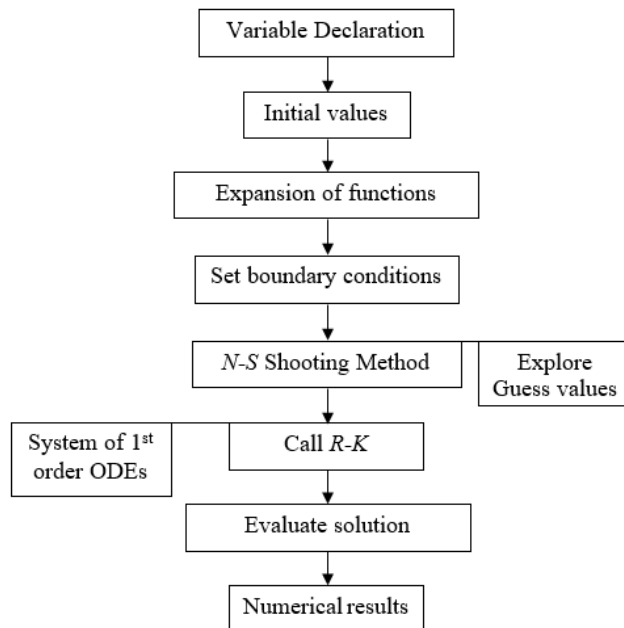 Variable Declaration
Initial values
Expansion of functions
Set boundary conditions
N-S Shooting Method
Explore
Guess values
System of 1st
order ODEs
Call R-K
Evaluate solution
Numerical results